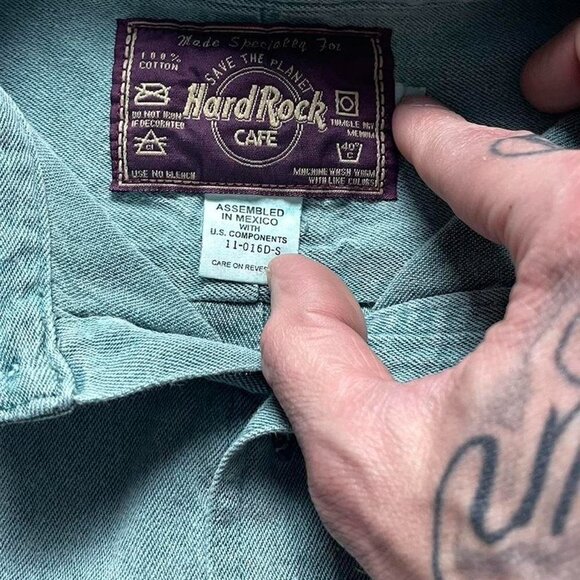 Made Specially For
100%
COTTON
SAVE THE PLANET
Hard Rock
CAFE
DO NOT IRON
IF DECORATED
TUMBLE DRY
MEDIUM
Cl
40°
C
USE NO BLEACH
MACHINE WASH WARM
WITH LIKE COLORS
ASSEMBLED
IN MEXICO
WITH
U.S. COMPONENTS
11-016D-S
CARE ON REVERSE